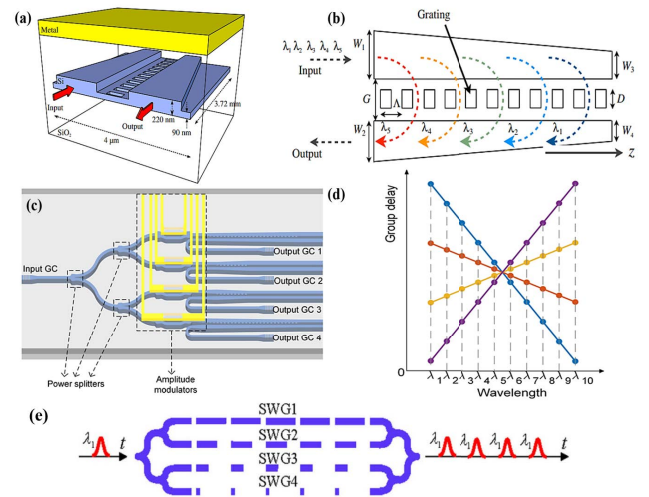 (a)
Metal
Si
Input
Output
220 nm
90 nm
3.72 mm
SiO₂
4 μm
(b)
Grating
λ₁ λ₂ λ₃ λ₄ λ₅
Input
W₁
W₃
G
Λ
D
λ₅ λ₄ λ₃ λ₂ λ₁
W₂
W₄
Output
Z
(c)
Input GC
Output GC 1
Output GC 2
Output GC 3
Output GC 4
Power splitters
Amplitude
modulators
(d)
Group delay
0
λ1 λ2 λ3 λ4 λ5 λ6 λ7 λ8 λ9 λ10
Wavelength
(e)
λ₁ t
SWG1
SWG2
SWG3
SWG4
λ₁ λ₁ λ₁ λ₁ t